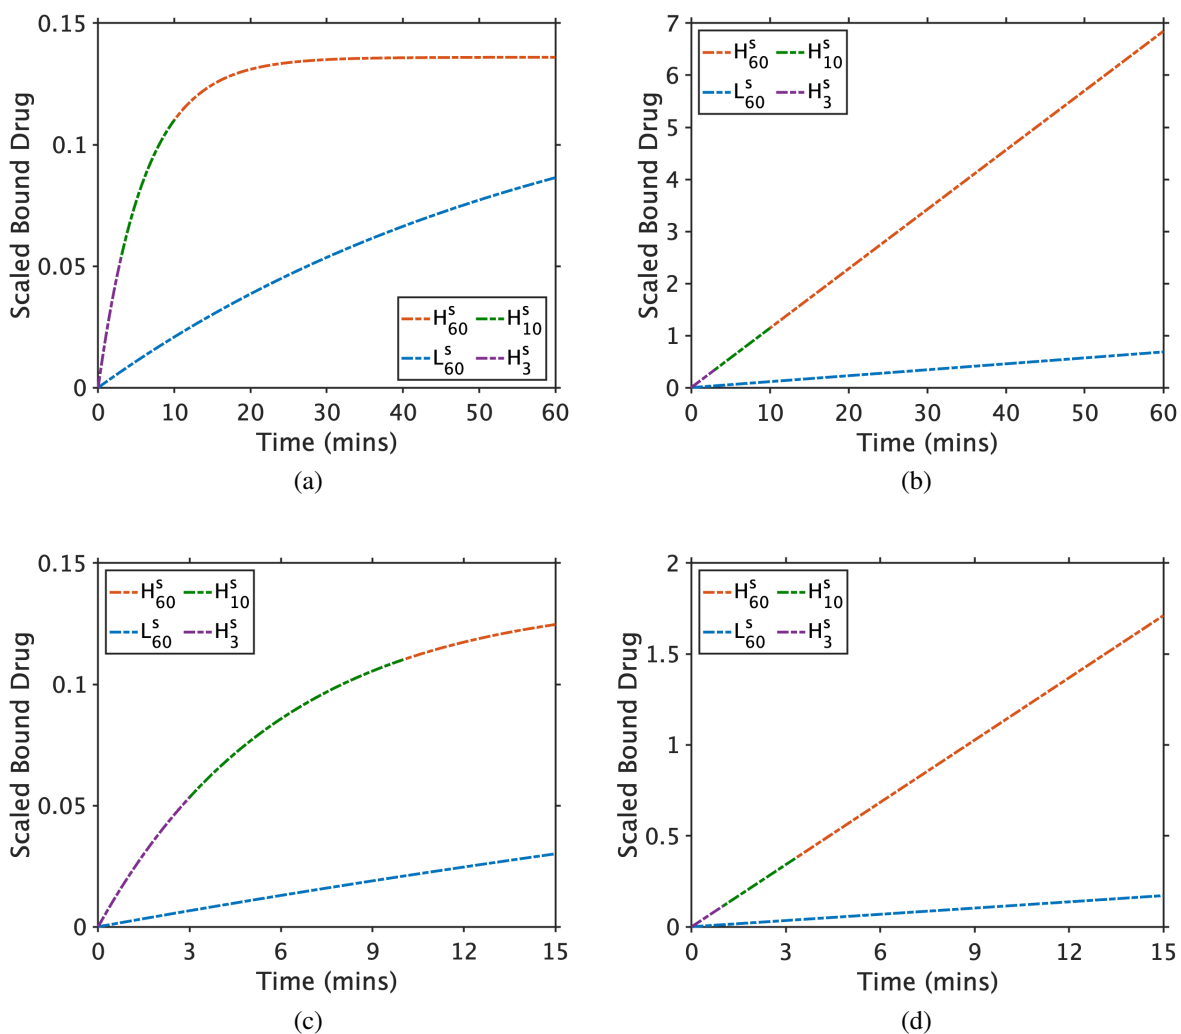 0.15
0.1
0.05
0
Scaled Bound Drug
0 10 20 30 40 50 60
Time (mins)
H^s_60 H^s_10
L^s_60 H^s_3
(a)
7
6
5
4
3
2
1
0
Scaled Bound Drug
0 10 20 30 40 50 60
Time (mins)
H^s_60 H^s_10
L^s_60 H^s_3
(b)
0.15
0.1
0.05
0
Scaled Bound Drug
0 3 6 9 12 15
Time (mins)
H^s_60 H^s_10
L^s_60 H^s_3
(c)
2
1.5
1
0.5
0
Scaled Bound Drug
0 3 6 9 12 15
Time (mins)
H^s_60 H^s_10
L^s_60 H^s_3
(d)